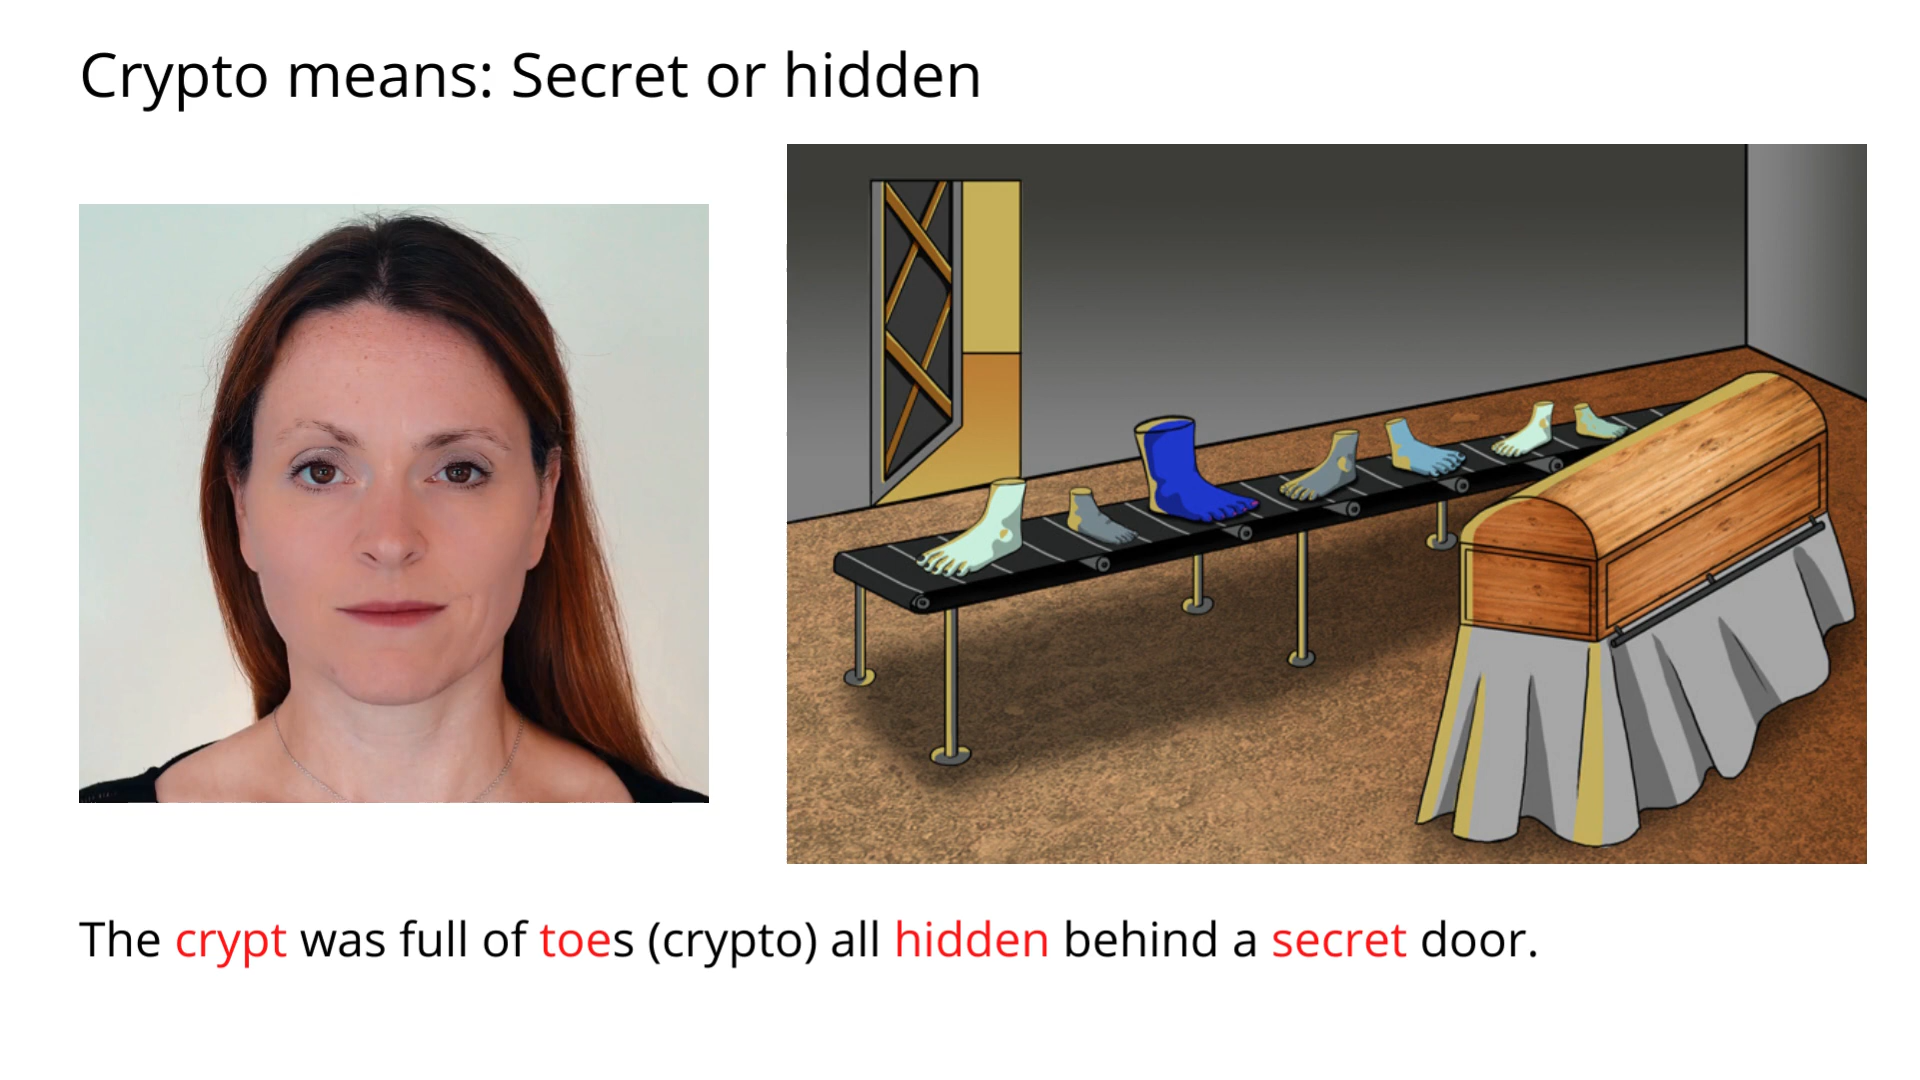 Crypto means: Secret or hidden
The crypt was full of toes (crypto) all hidden behind a secret door.